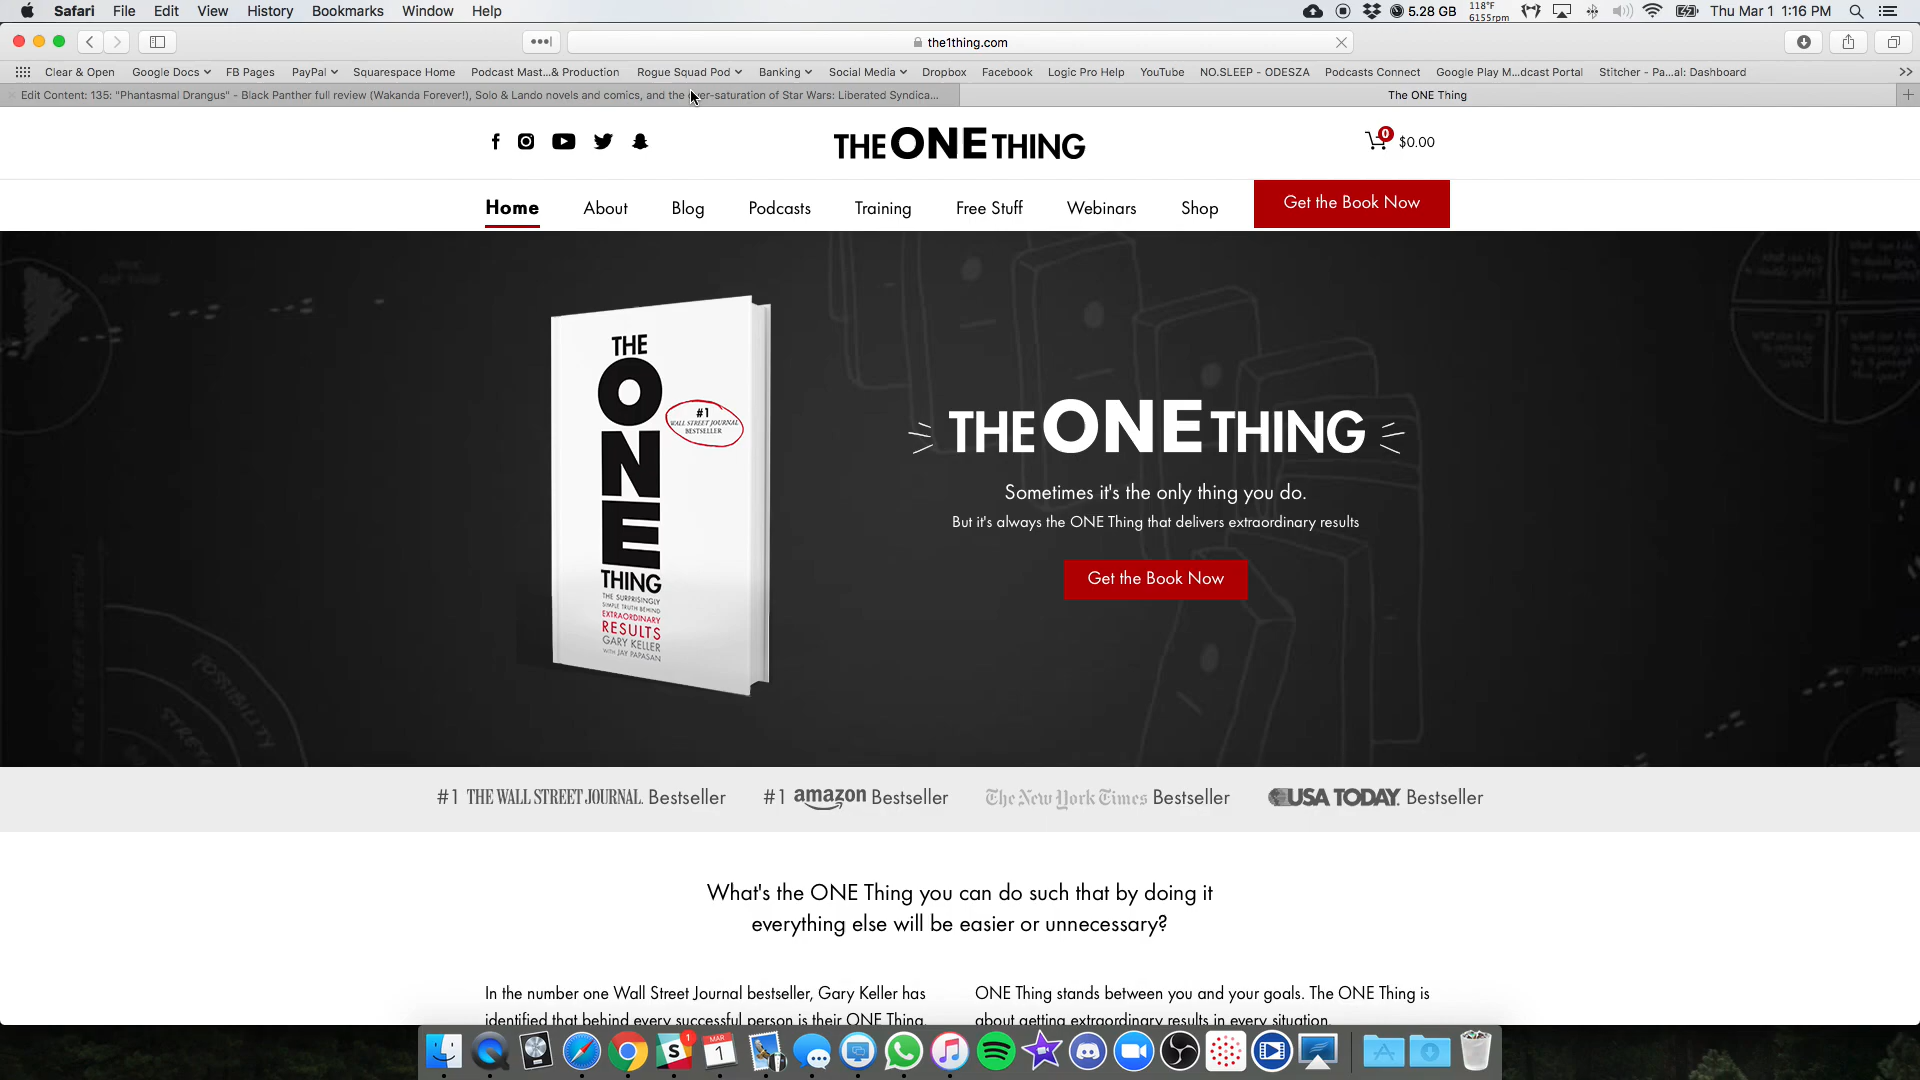 Safari File Edit View History Bookmarks Window Help 5.28 GB 118°F 6155rpm Thu Mar 1 1:16 PM
the1thing.com
Clear & Open Google Docs FB Pages PayPal Squarespace Home Podcast Mast...& Production Rogue Squad Pod Banking Social Media Dropbox Facebook Logic Pro Help YouTube NO.SLEEP - ODESZA Podcasts Connect Google Play M...dcast Portal Stitcher - Pa...al: Dashboard
Edit Content: 135: "Phantasmal Drangus" - Black Panther full review (Wakanda Forever!), Solo & Lando novels and comics, and the over-saturation of Star Wars: Liberated Syndica...
The ONE Thing
THE ONE THING
0 $0.00
Home About Blog Podcasts Training Free Stuff Webinars Shop Get the Book Now
THE
ONE
THING
THE SURPRISINGLY
SIMPLE TRUTH BEHIND
EXTRAORDINARY
RESULTS
GARY KELLER
WITH JAY PAPASAN
#1
WALL STREET JOURNAL
BESTSELLER
THE ONE THING
Sometimes it's the only thing you do.
But it's always the ONE Thing that delivers extraordinary results
Get the Book Now
POSSIBILITY
#1 THE WALL STREET JOURNAL. Bestseller
#1 amazon Bestseller
The New York Times Bestseller
USA TODAY. Bestseller
What's the ONE Thing you can do such that by doing it
everything else will be easier or unnecessary?
In the number one Wall Street Journal bestseller, Gary Keller has
identified that behind every successful person is their ONE Thing.
ONE Thing stands between you and your goals. The ONE Thing is
about getting extraordinary results in every situation.
1
MAR
1